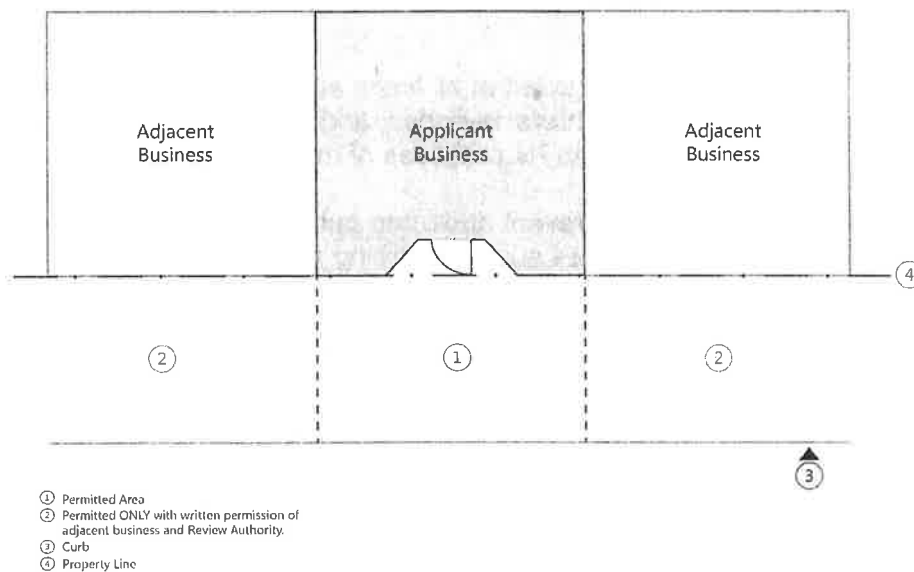 Adjacent
Business
Applicant
Business
Adjacent
Business
④
②
①
②
③
① Permitted Area
② Permitted ONLY with written permission of
adjacent business and Review Authority.
③ Curb
④ Property Line